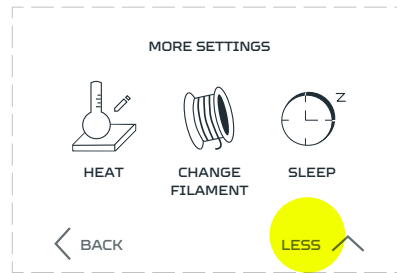 MORE SETTINGS
Z
HEAT
CHANGE
FILAMENT
SLEEP
BACK
LESS